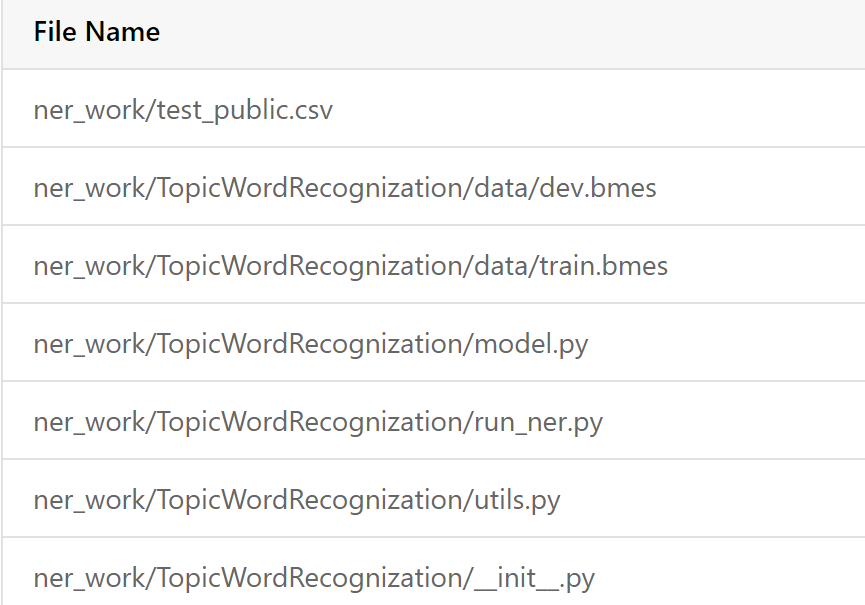 File Name
ner_work/test_public.csv
ner_work/TopicWordRecognization/data/dev.bmes
ner_work/TopicWordRecognization/data/train.bmes
ner_work/TopicWordRecognization/model.py
ner_work/TopicWordRecognization/run_ner.py
ner_work/TopicWordRecognization/utils.py
ner_work/TopicWordRecognization/__init__.py